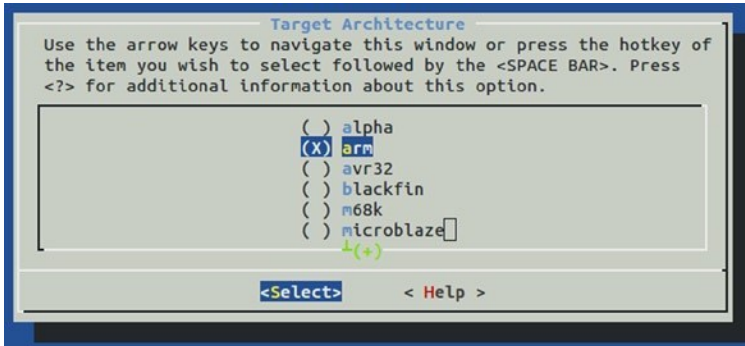 Target Architecture
Use the arrow keys to navigate this window or press the hotkey of
the item you wish to select followed by the <SPACE BAR>. Press
<?> for additional information about this option.
( ) alpha
(X) arm
( ) avr32
( ) blackfin
( ) m68k
( ) microblaze
┴(+)
<Select> < Help >